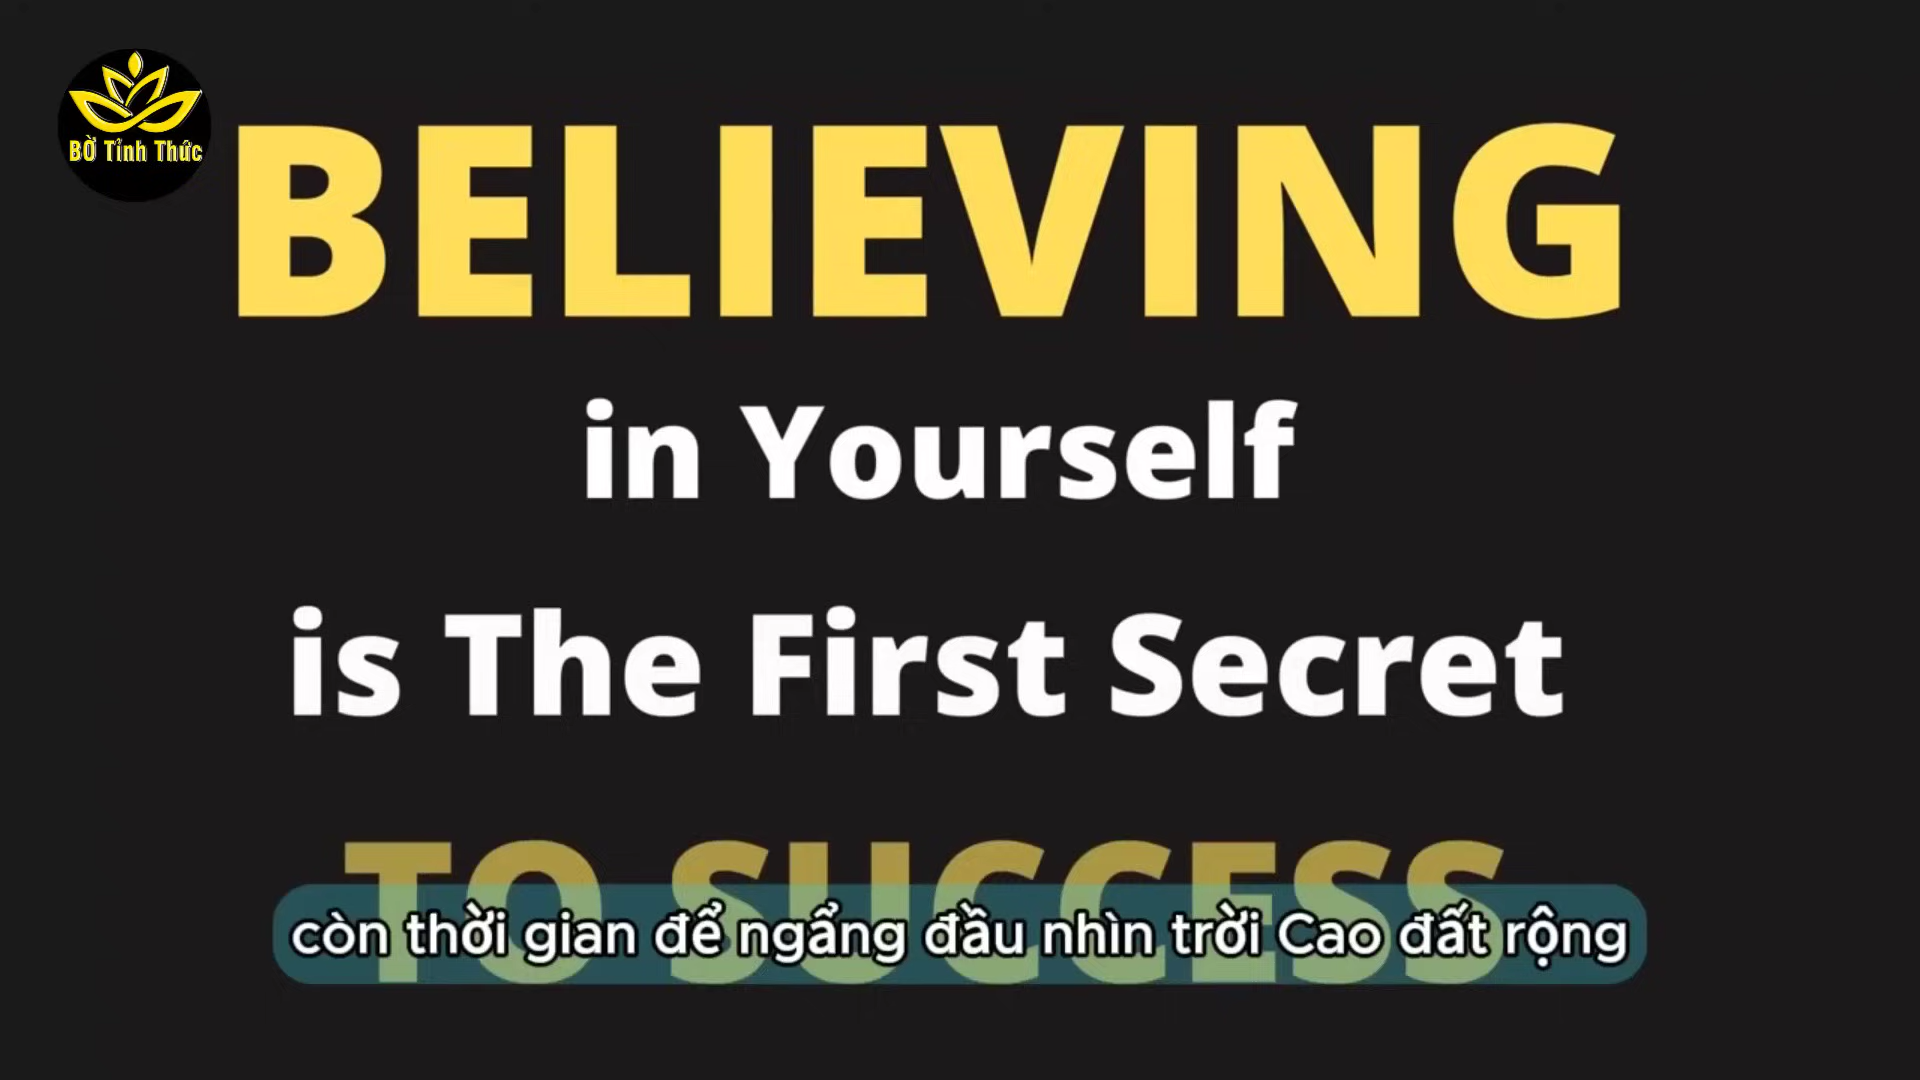 BỜ Tỉnh Thức
BELIEVING
in Yourself
is The First Secret
TO SUCCESS
còn thời gian để ngẩng đầu nhìn trời Cao đất rộng